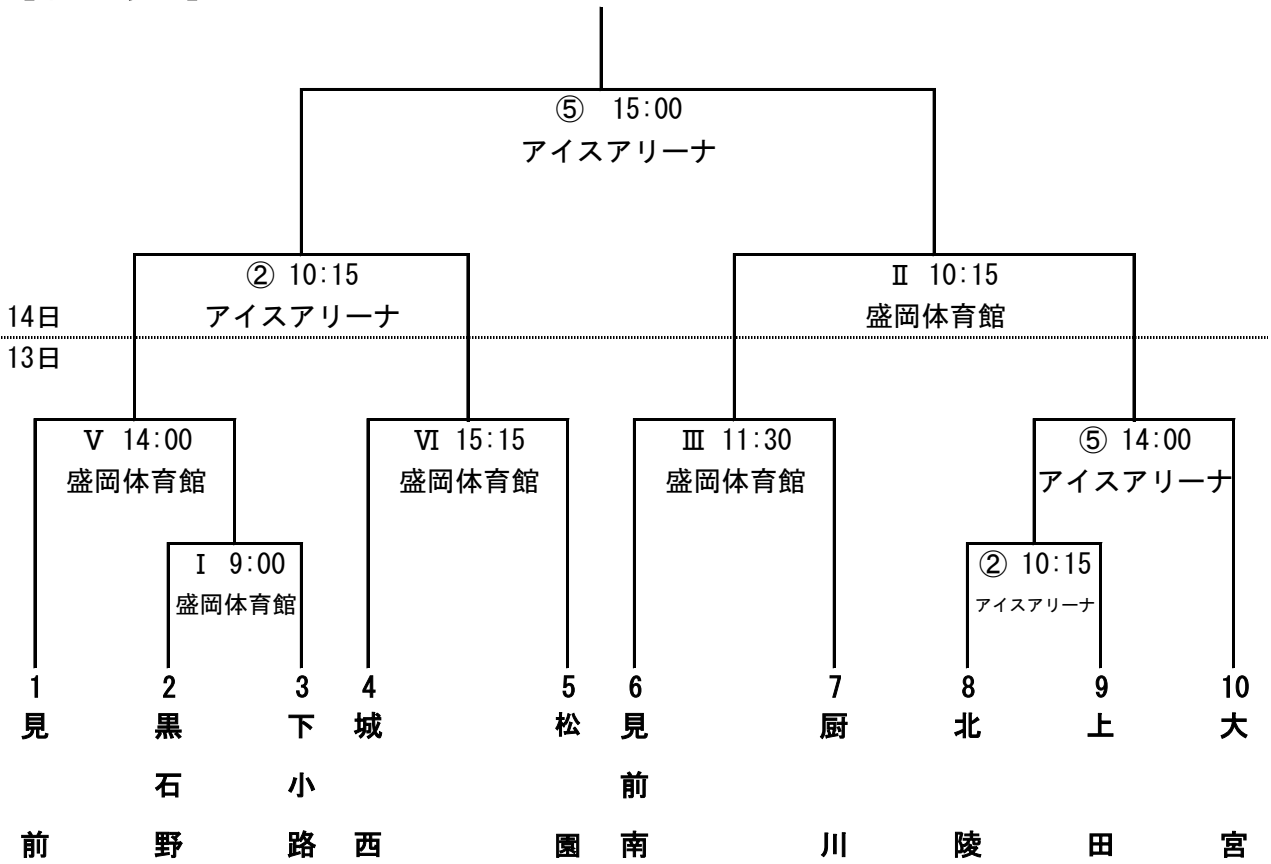 ⑤ 15:00
アイスアリーナ
② 10:15
アイスアリーナ
Ⅱ 10:15
盛岡体育館
14日
13日
Ⅴ 14:00
盛岡体育館
Ⅵ 15:15
盛岡体育館
Ⅲ 11:30
盛岡体育館
⑤ 14:00
アイスアリーナ
Ⅰ 9:00
盛岡体育館
② 10:15
アイスアリーナ
1 見前
2 黒石野
3 下小路
4 城西
5 松園
6 見前南
7 厨川
8 北陵
9 上田
10 大宮